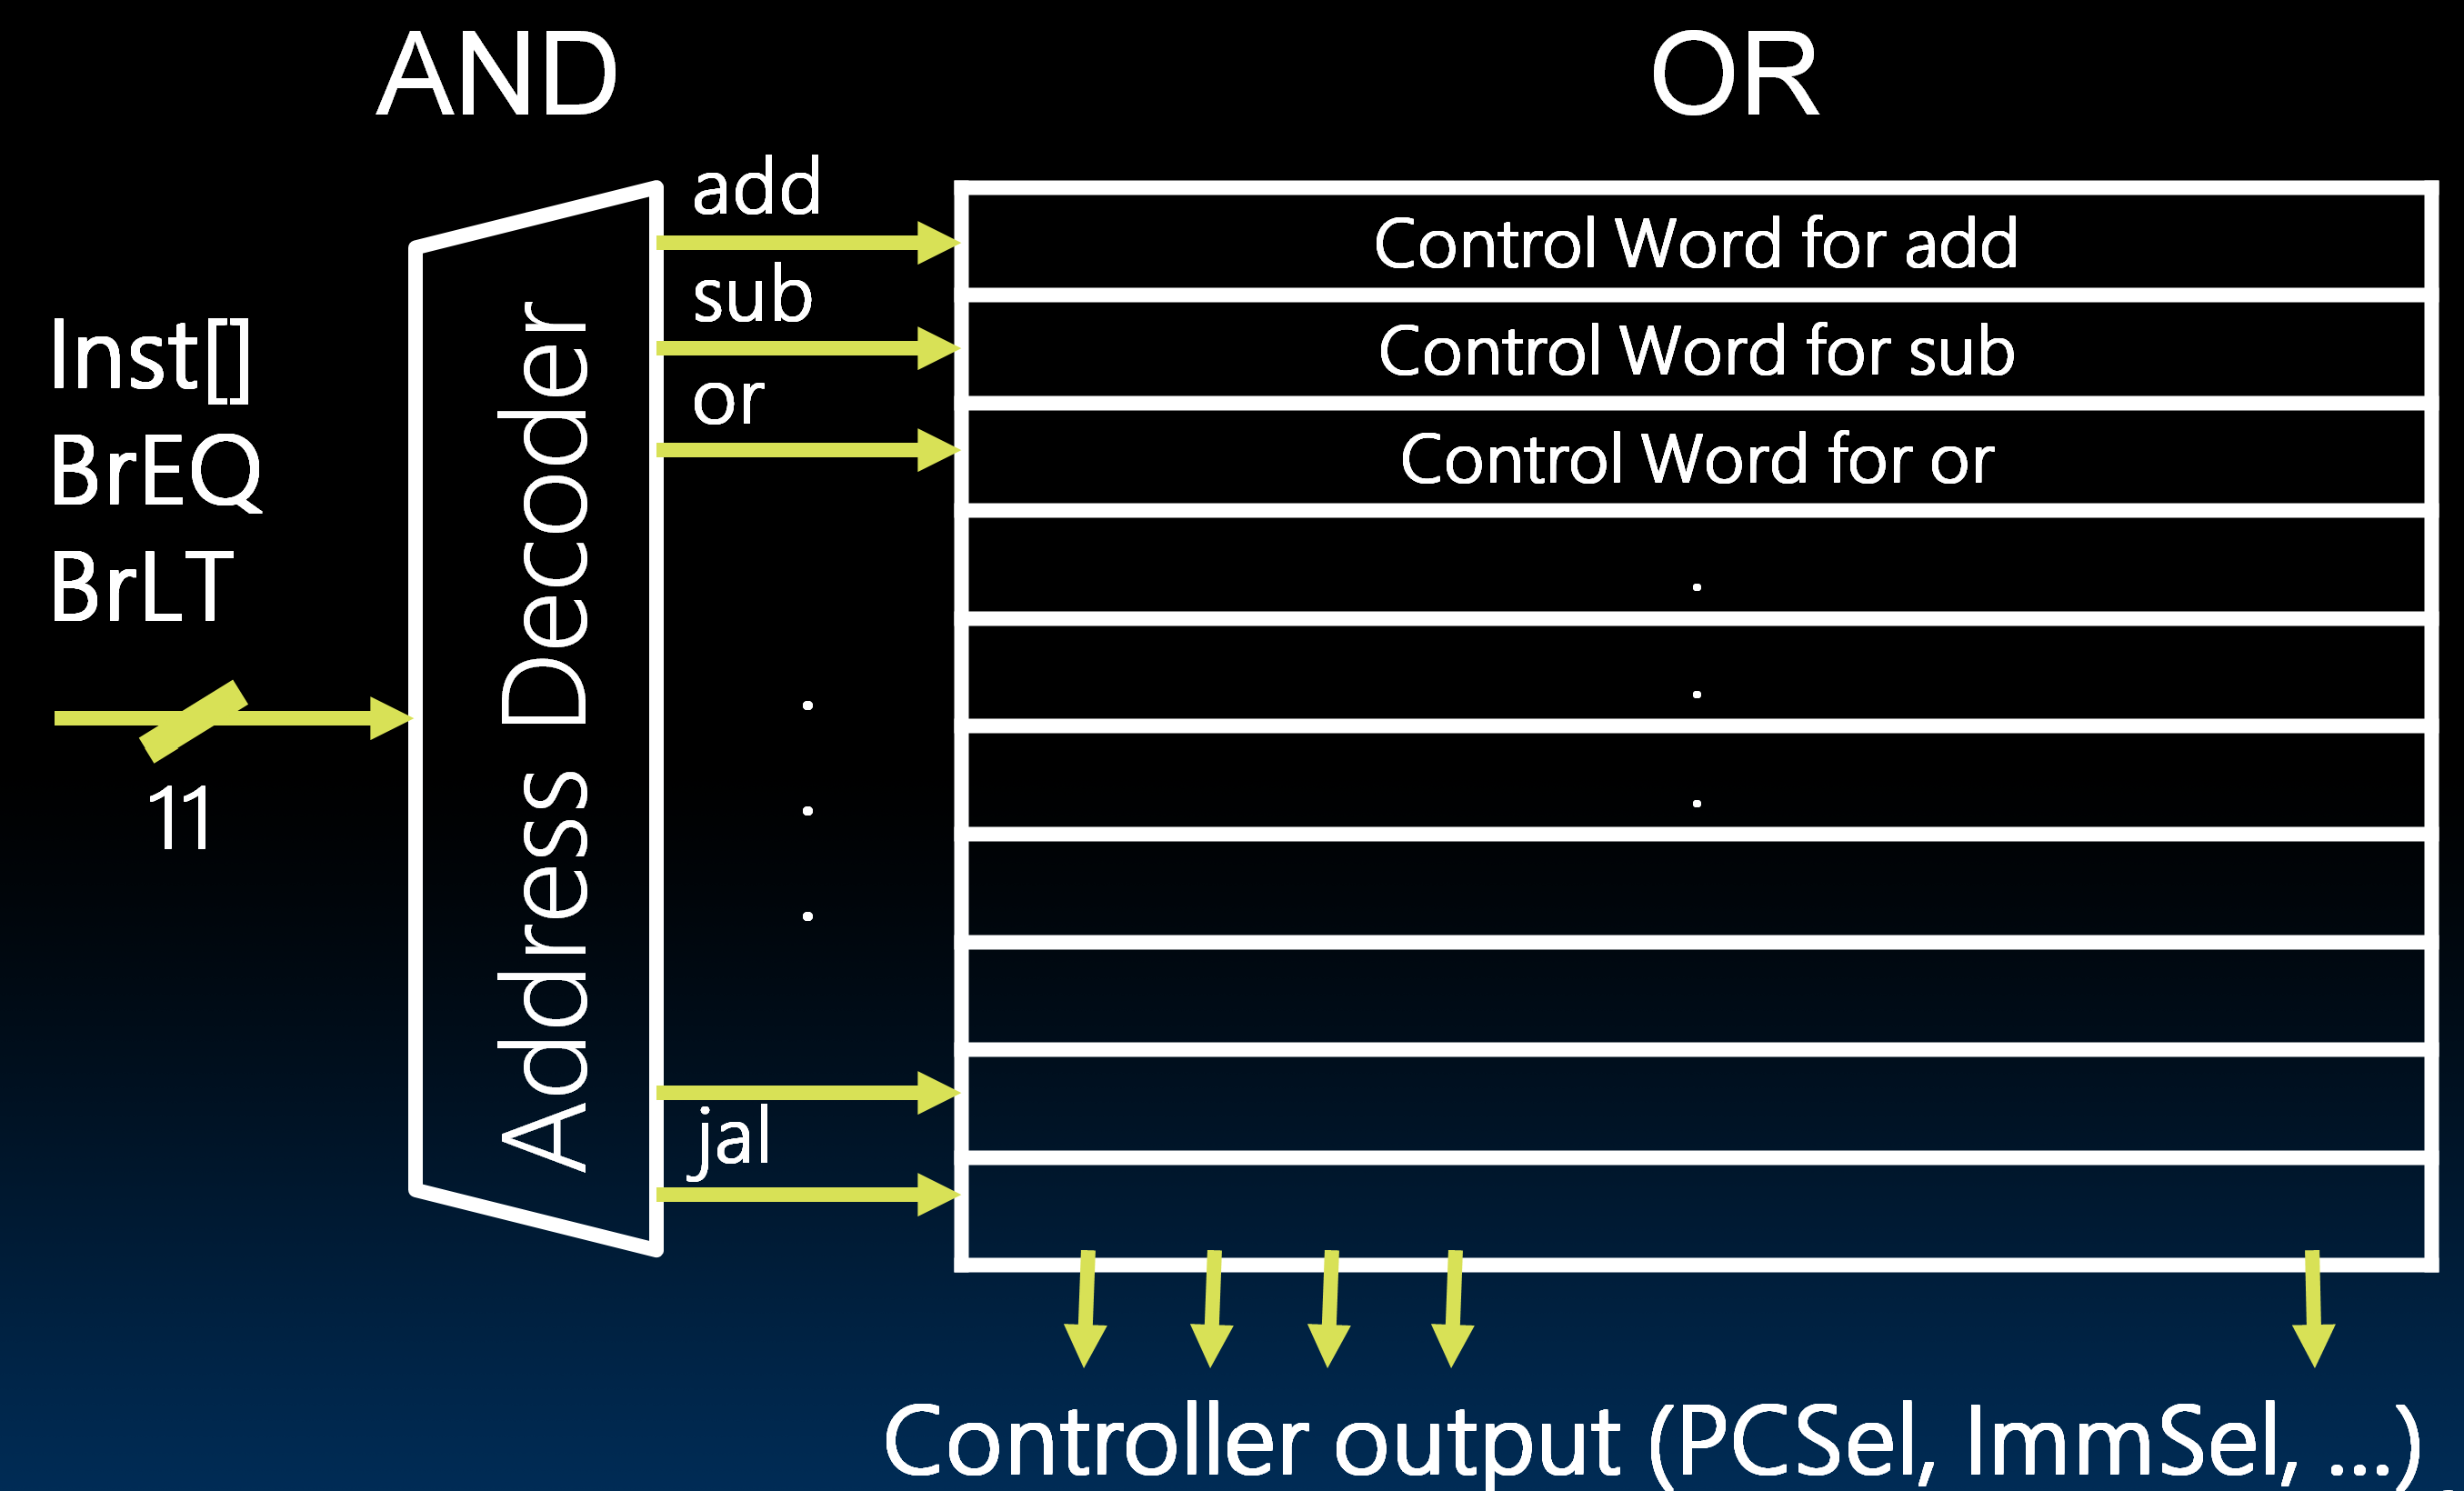 AND
OR
add
Control Word for add
sub
Control Word for sub
or
Control Word for or
Inst[]
BrEQ
BrLT
11
Address Decoder
.
.
.
.
.
.
jal
Controller output (PCSel, ImmSel, ...)